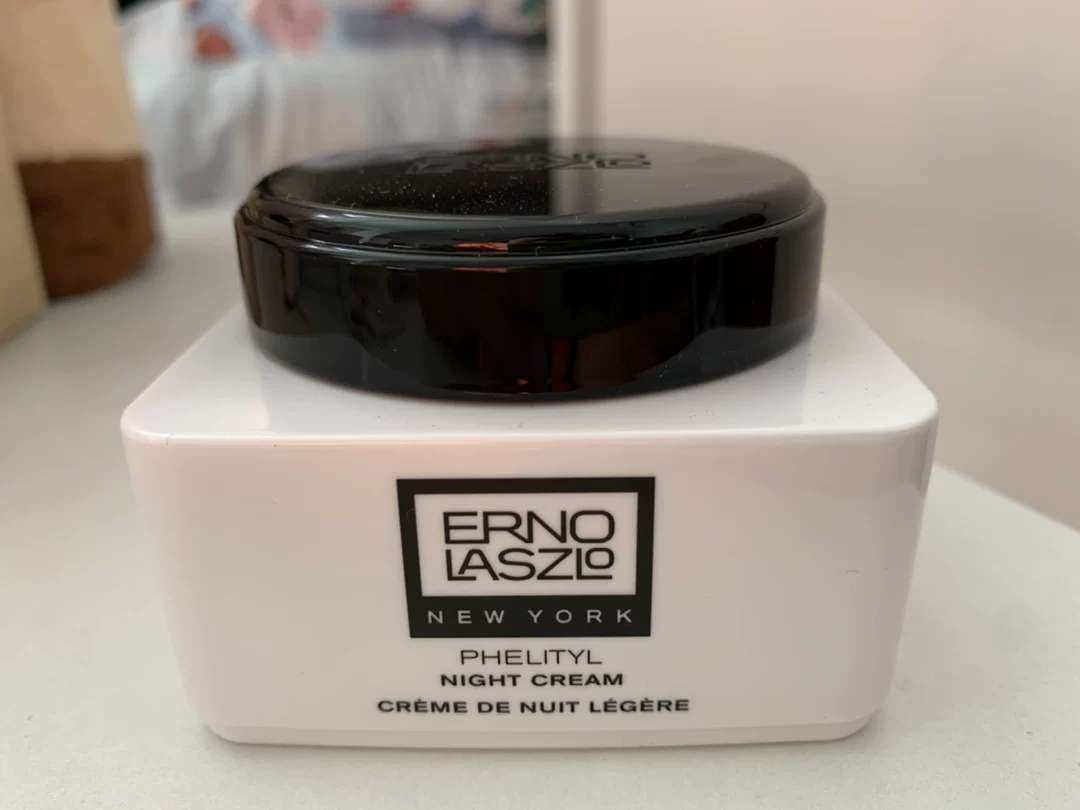 ERNO
LASZLO
NEW YORK
PHELITYL
NIGHT CREAM
CRÈME DE NUIT LÉGÈRE